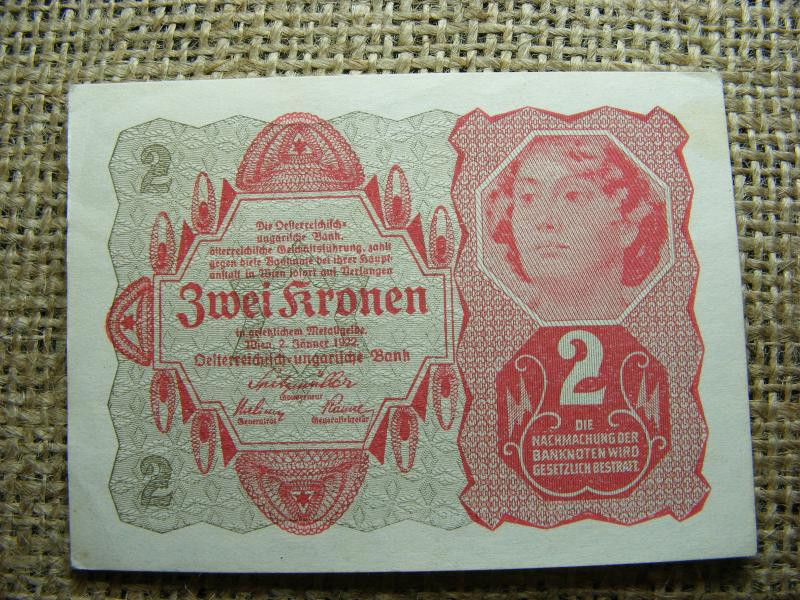 2
Die Oesterreichisch-
ungarische Bank,
österreichische Geschäftsführung, zahlt
gegen diese Banknote bei ihrer Haupt-
anstalt in Wien sofort auf Verlangen
Zwei Kronen
in gesetzlichem Metallgelde.
Wien, 2. Jänner 1922.
Oesterreichisch-ungarische Bank
Gouverneur
Generalrat Generalsekretär
2
2
DIE
NACHMACHUNG DER
BANKNOTEN WIRD
GESETZLICH BESTRAFT.